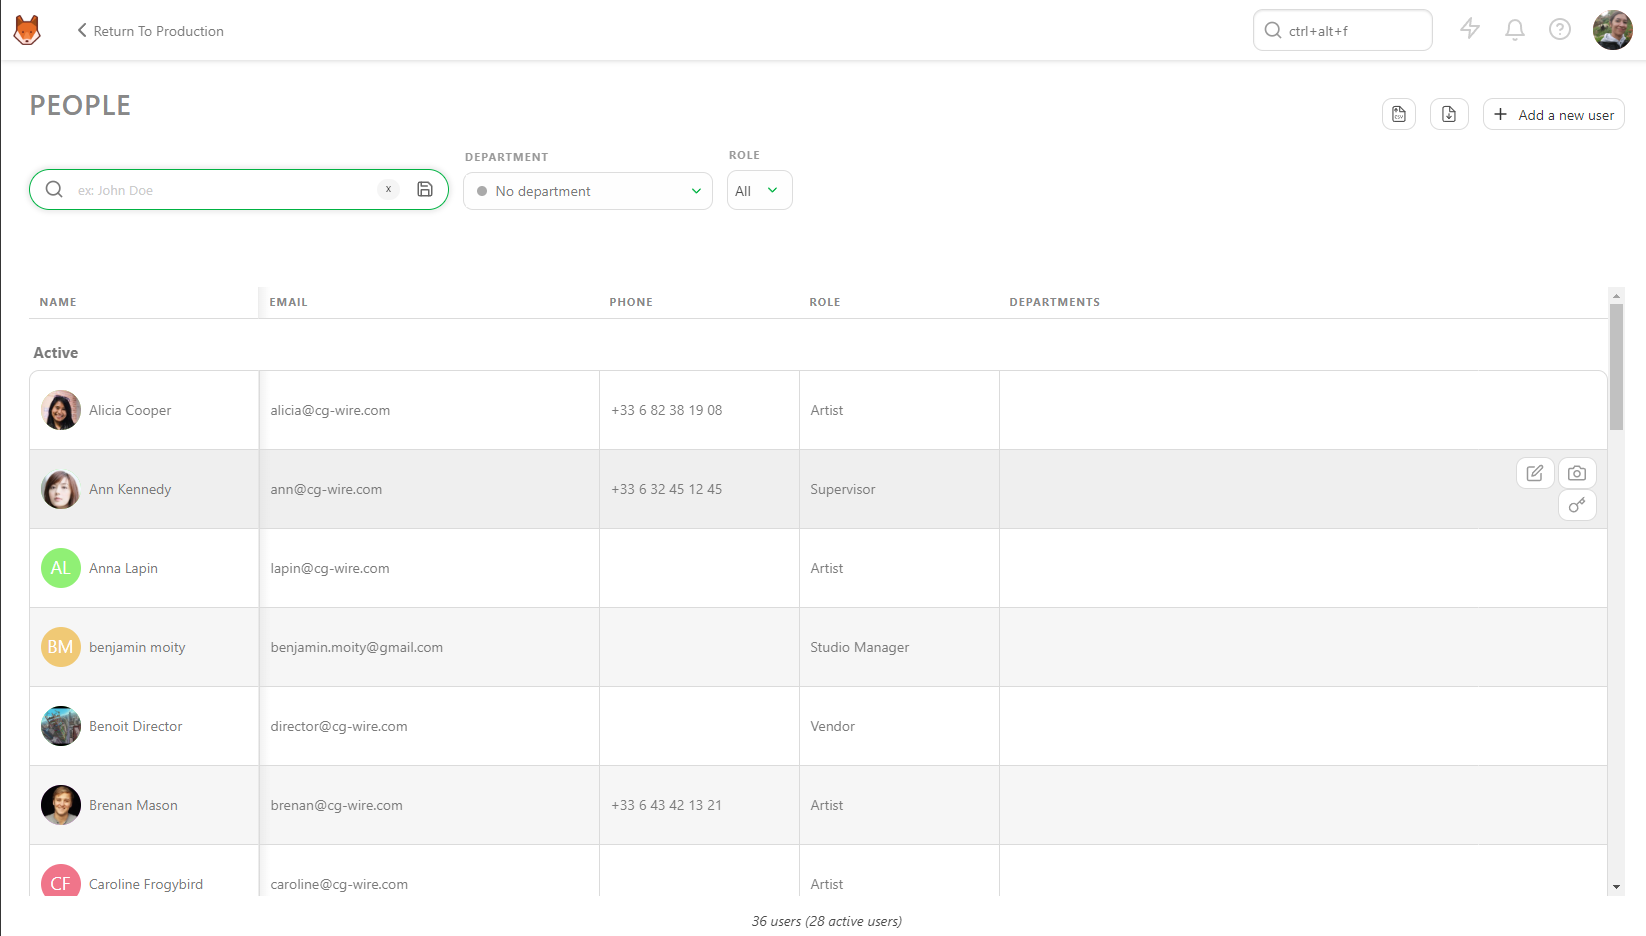 Return To Production
ctrl+alt+f
PEOPLE
CSV
Add a new user
DEPARTMENT
ROLE
ex: John Doe
x
No department
All
NAME EMAIL PHONE ROLE DEPARTMENTS
Active
Alicia Cooper alicia@cg-wire.com +33 6 82 38 19 08 Artist
Ann Kennedy ann@cg-wire.com +33 6 32 45 12 45 Supervisor
AL Anna Lapin lapin@cg-wire.com Artist
BM benjamin moity benjamin.moity@gmail.com Studio Manager
Benoit Director director@cg-wire.com Vendor
Brenan Mason brenan@cg-wire.com +33 6 43 42 13 21 Artist
CF Caroline Frogybird caroline@cg-wire.com Artist
36 users (28 active users)